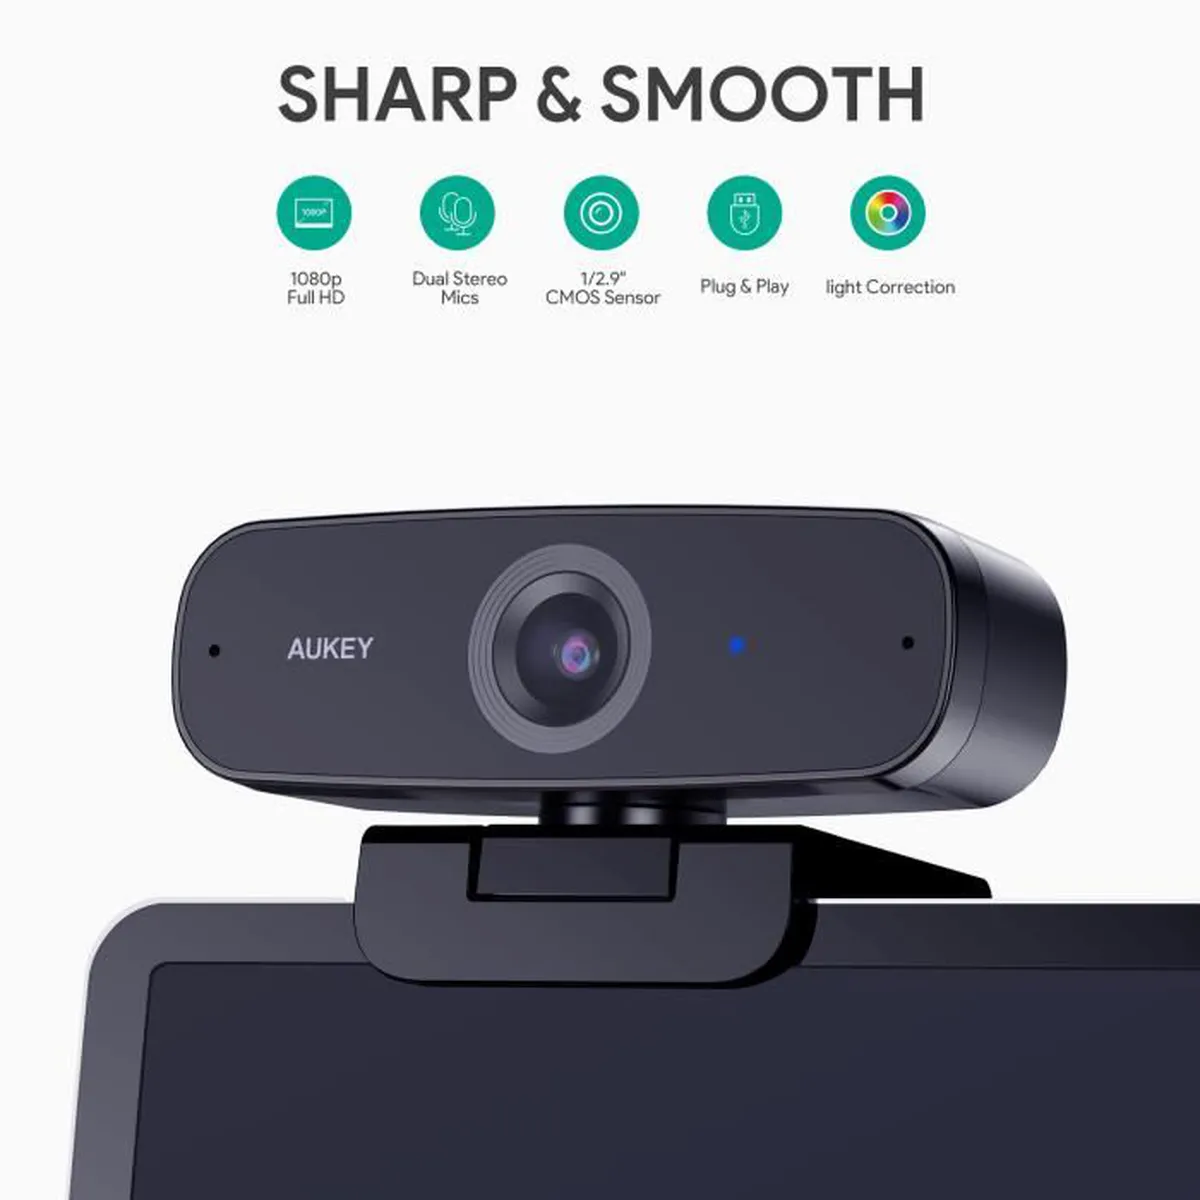 SHARP & SMOOTH
1080P
1080p
Full HD
Dual Stereo
Mics
1/2.9"
CMOS Sensor
Plug & Play
light Correction
AUKEY